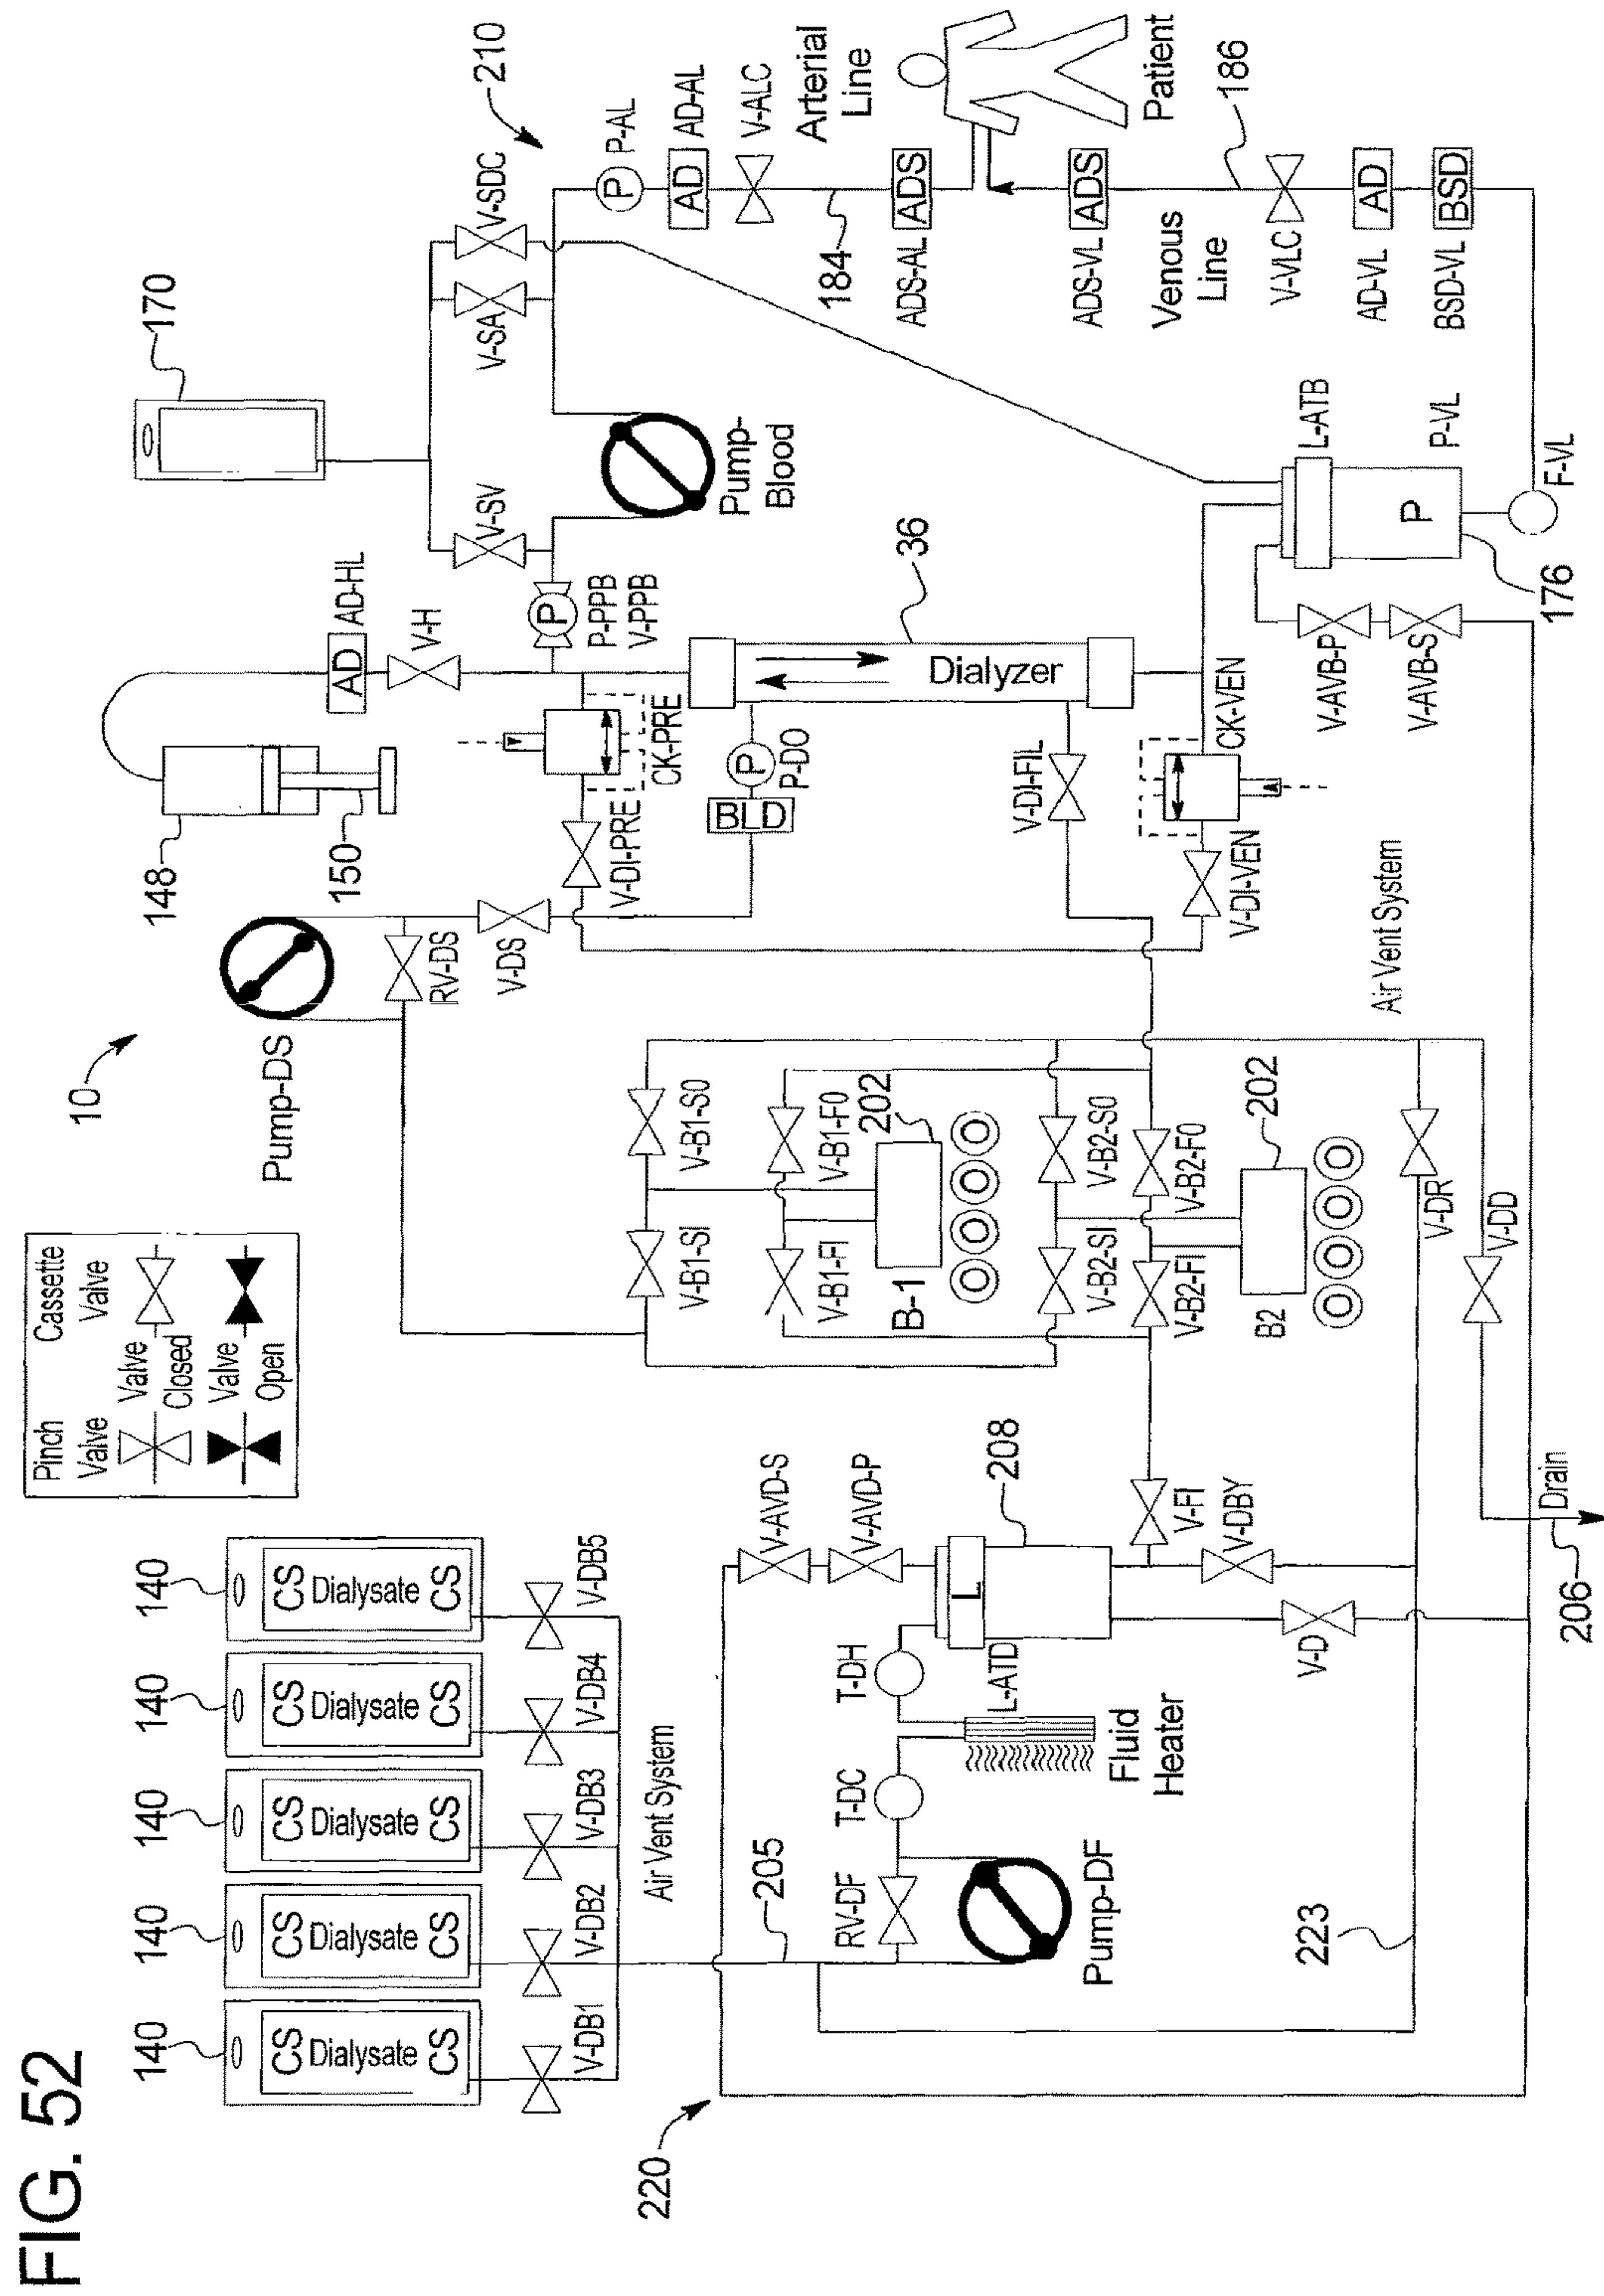 FIG. 52
10
210
220
Pinch
Valve
Cassette
Valve
Valve
Closed
Valve
Open
140
140
140
140
140
CS Dialysate CS
CS Dialysate CS
CS Dialysate CS
CS Dialysate CS
CS Dialysate CS
V-DB1
V-DB2
V-DB3
V-DB4
V-DB5
Air Vent System
205
RV-DF
Pump-DF
T-DC
T-DH
Fluid
Heater
L
L-ATD
208
V-AVD-S
V-AVD-P
V-FI
V-DBY
V-D
223
206
Drain
Pump-DS
RV-DS
V-DS
V-B1-SI
V-B1-S0
V-B1-FI
V-B1-F0
B-1
202
V-B2-SI
V-B2-S0
V-B2-FI
V-B2-F0
B2
202
V-DR
V-DD
Air Vent System
148
150
AD
AD-HL
V-H
V-DI-PRE
CK-PRE
BLD
P
P-DO
V-DI-FIL
V-DI-VEN
CK-VEN
Dialyzer
36
P
P-PPB
V-PPB
170
V-SV
V-SA
V-SDC
Pump-
Blood
P
P-AL
AD
AD-AL
V-ALC
Arterial
Line
184
ADS
ADS-AL
Patient
ADS
ADS-VL
Venous
Line
186
V-VLC
AD
AD-VL
BSD
BSD-VL
L-ATB
P
P-VL
F-VL
176
V-AVB-P
V-AVB-S